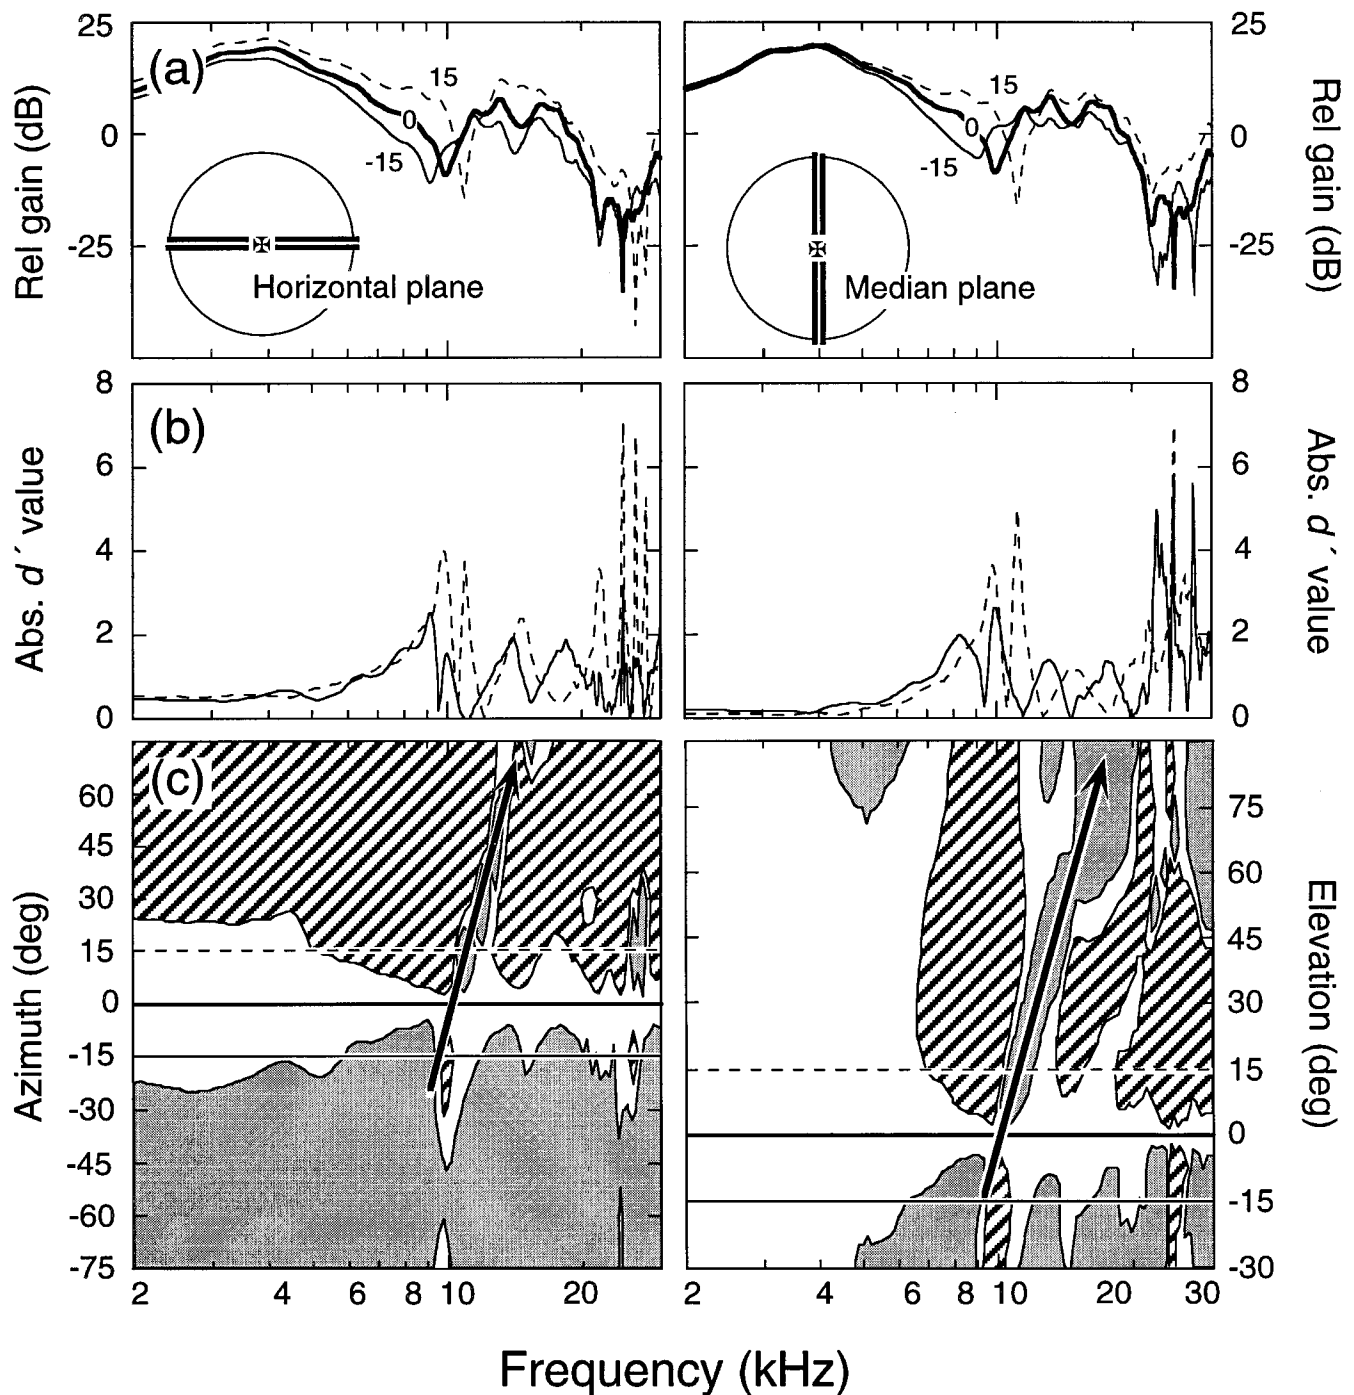 25
(a)
Rel gain (dB)
0
-25
15
0
-15
Horizontal plane
15
0
-15
Median plane
25
0
-25
Rel gain (dB)
8
(b)
6
Abs. d´ value
4
2
0
8
6
4
2
0
Abs. d´ value
(c)
60
45
30
15
0
-15
-30
-45
-60
-75
Azimuth (deg)
75
60
45
30
15
0
-15
-30
Elevation (deg)
2 4 6 8 10 20
2 4 6 8 10 20 30
Frequency (kHz)